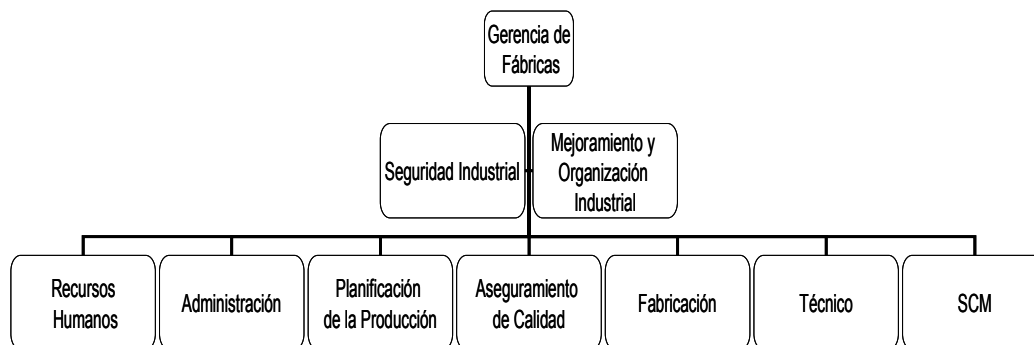 Gerencia de
Fábricas
Seguridad Industrial
Mejoramiento y
Organización
Industrial
Recursos
Humanos
Administración
Planificación
de la Producción
Aseguramiento
de Calidad
Fabricación
Técnico
SCM